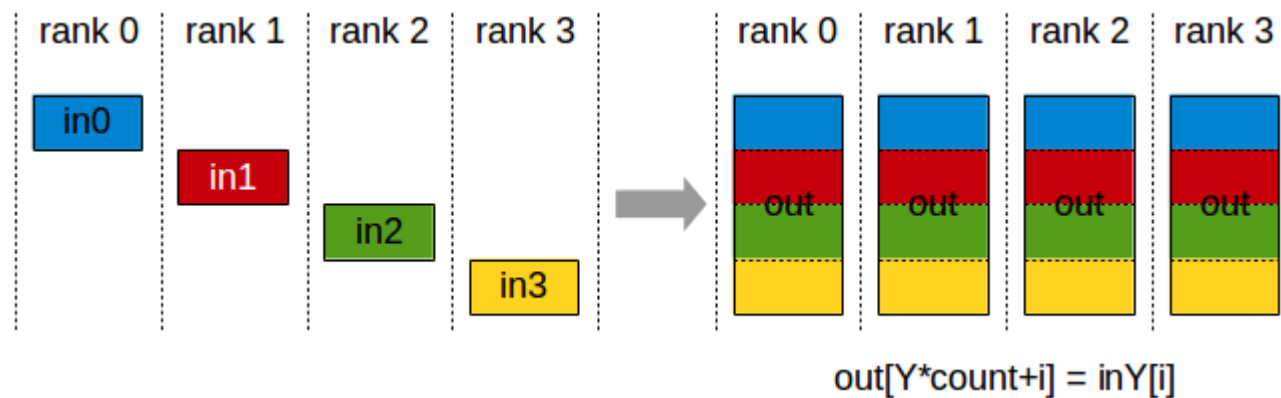 rank 0 rank 1 rank 2 rank 3 rank 0 rank 1 rank 2 rank 3
in0
in1
out out out out
in2
in3
out[Y*count+i] = inY[i]